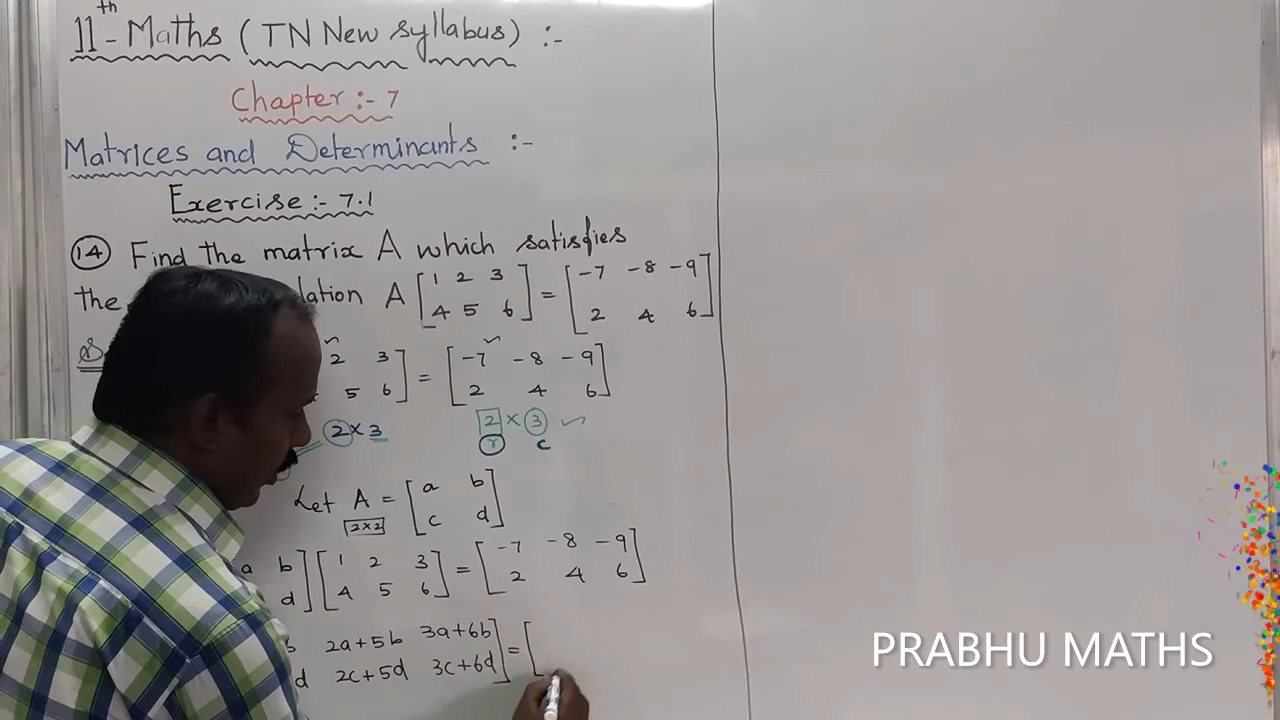 11th - Maths (TN New Syllabus) :-
Chapter :- 7
Matrices and Determinants :-
Exercise :- 7.1
(14) Find the matrix A which satisfies
the lation A [1 2 3 4 5 6] = [-7 -8 -9 2 4 6]
2 3 = -7 -8 -9
5 6 2 4 6
2 × 3 2 × 3
r c
Let A = [a b c d]
2×2
a b 1 2 3 = -7 -8 -9
d 4 5 6 2 4 6
b 2a+5b 3a+6b = [
d 2c+5d 3c+6d
PRABHU MATHS